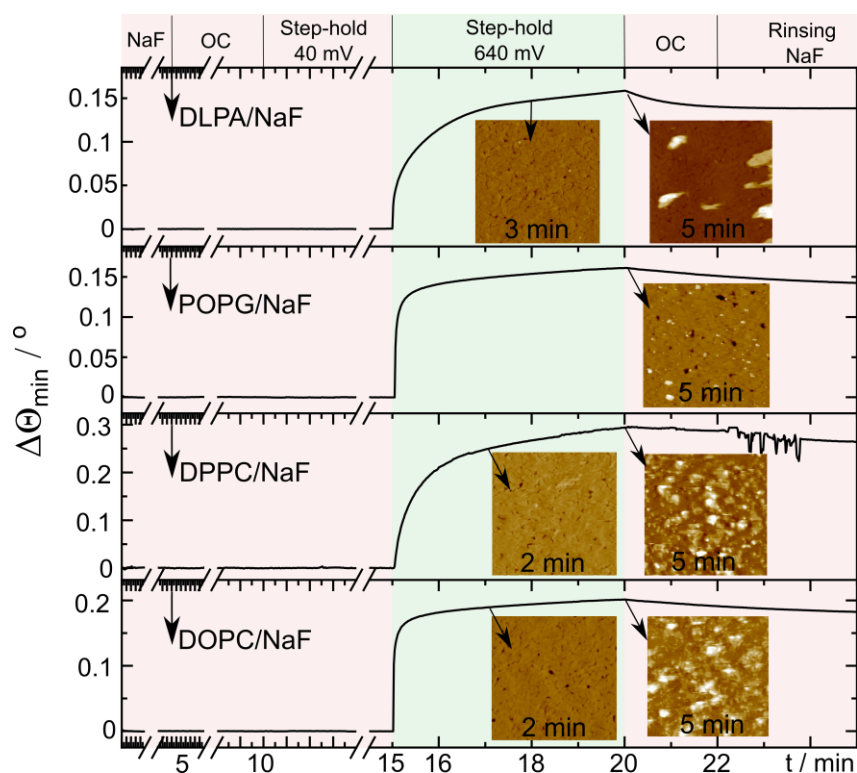 NaF OC Step-hold 40 mV Step-hold 640 mV OC Rinsing NaF
0.15
0.1
0.05
0
DLPA/NaF
3 min
5 min
0.15
0.1
0.05
0
POPG/NaF
5 min
0.3
0.2
0.1
0
DPPC/NaF
2 min
5 min
0.2
0.1
0
DOPC/NaF
2 min
5 min
ΔΘmin / º
5 10 15 16 18 20 22 t / min